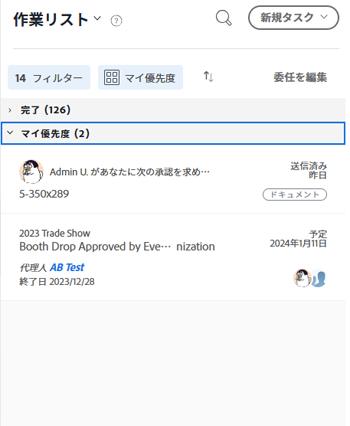 作業リスト
?
新規タスク
14 フィルター
マイ優先度
委任を編集
完了 (126)
マイ優先度 (2)
Admin U. があなたに次の承認を求め…
送信済み
昨日
5-350x289
ドキュメント
2023 Trade Show
予定
Booth Drop Approved by Eve… nization
2024年1月11日
代理人 AB Test
終了日 2023/12/28